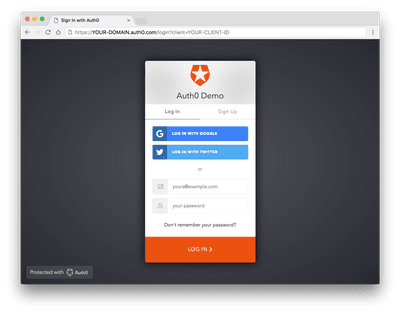 Sign In with Auth0
https://YOUR-DOMAIN.auth0.com/login?client=YOUR-CLIENT-ID
Auth0 Demo
Log In Sign Up
LOG IN WITH GOOGLE
LOG IN WITH TWITTER
or
yours@example.com
your password
Don't remember your password?
LOG IN
Protected with Auth0